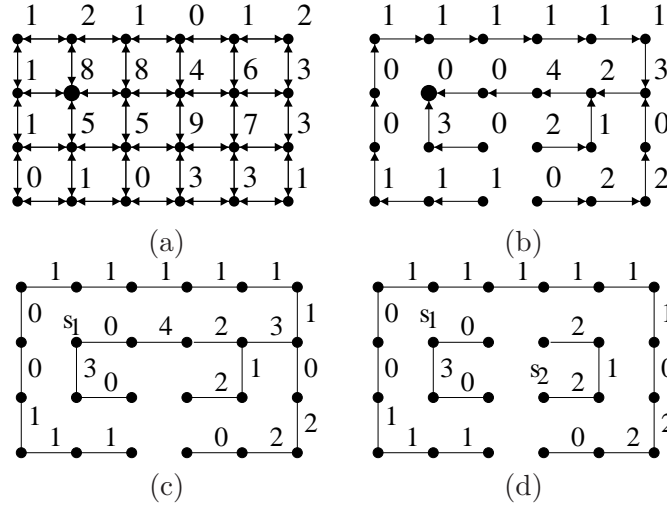 1 2 1 0 1 2
1 8 8 4 6 3
1 5 5 9 7 3
0 1 0 3 3 1
(a)
1 1 1 1 1 1
0 0 0 4 2 3
0 3 0 2 1 0
1 1 1 0 2 2
(b)
1 1 1 1 1
0 s1 0 4 2 3 1
0 3 0 2 1 0
1 1 1 0 2 2
(c)
1 1 1 1 1
0 s1 0 2 1
0 3 0 s2 2 1 0
1 1 1 0 2 2
(d)